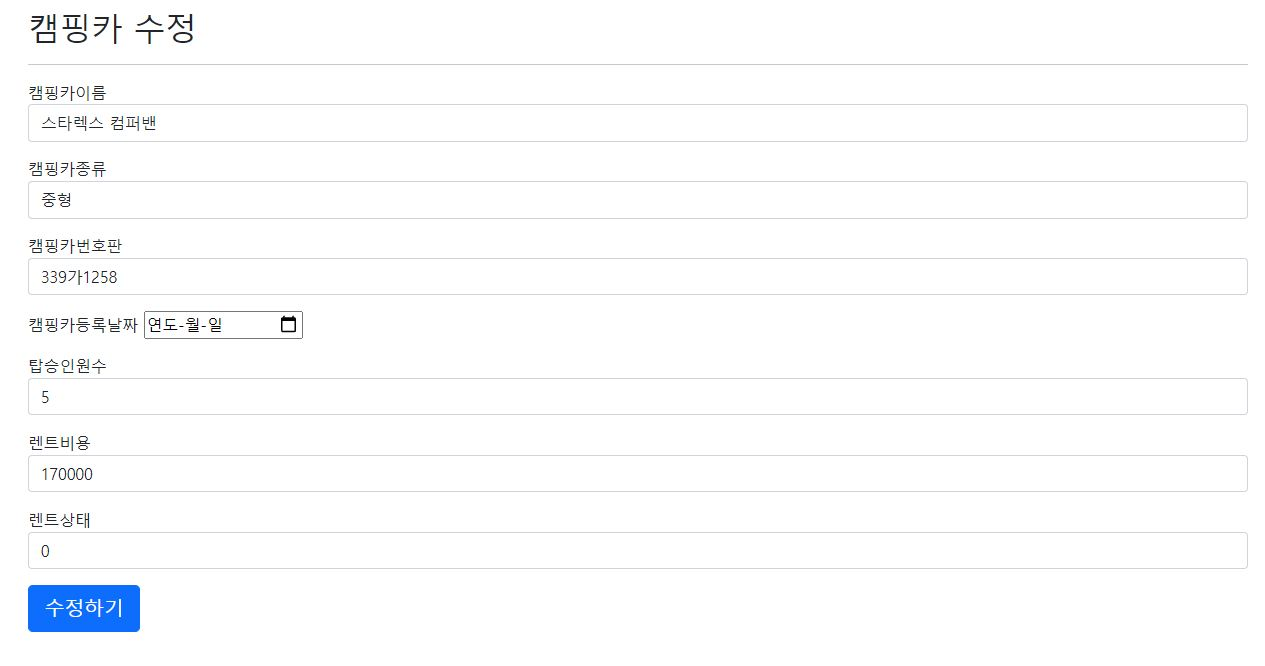 캠핑카 수정
캠핑카이름
스타렉스 컴퍼밴
캠핑카종류
중형
캠핑카번호판
339가1258
캠핑카등록날짜 연도-월-일
탑승인원수
5
렌트비용
170000
렌트상태
0
수정하기